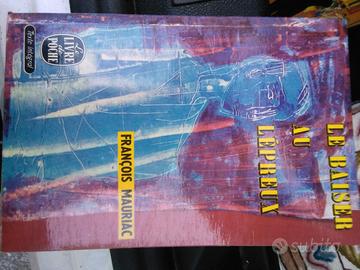 LE BAISER
AU
LEPREUX
FRANÇOIS MAURIAC
Le
LIVRE
de
POCHE
Texte intégral
subito